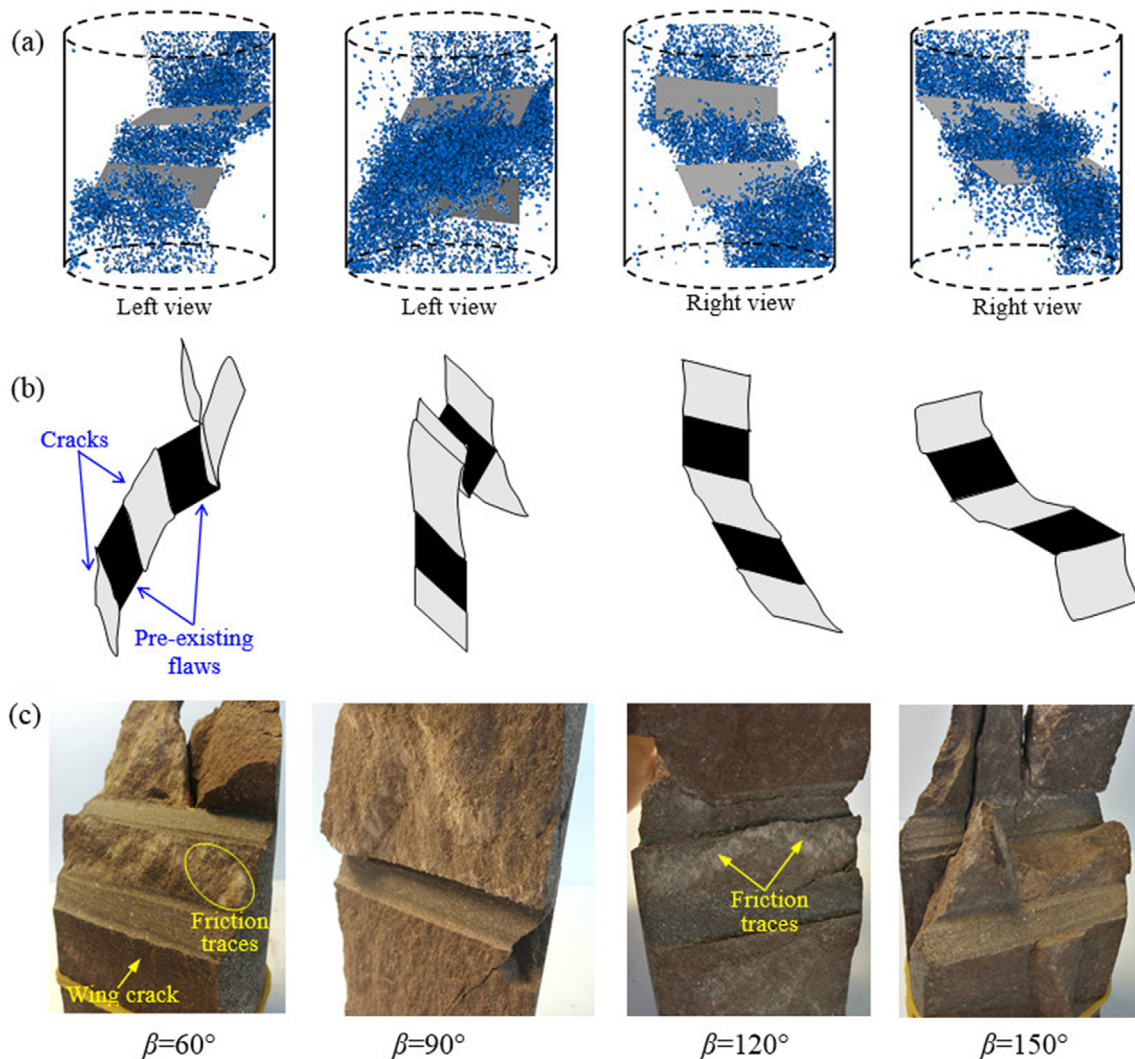 (a)
Left view
Left view
Right view
Right view
(b)
Cracks
Pre-existing
flaws
(c)
Friction
traces
Wing crack
Friction
traces
β=60°
β=90°
β=120°
β=150°